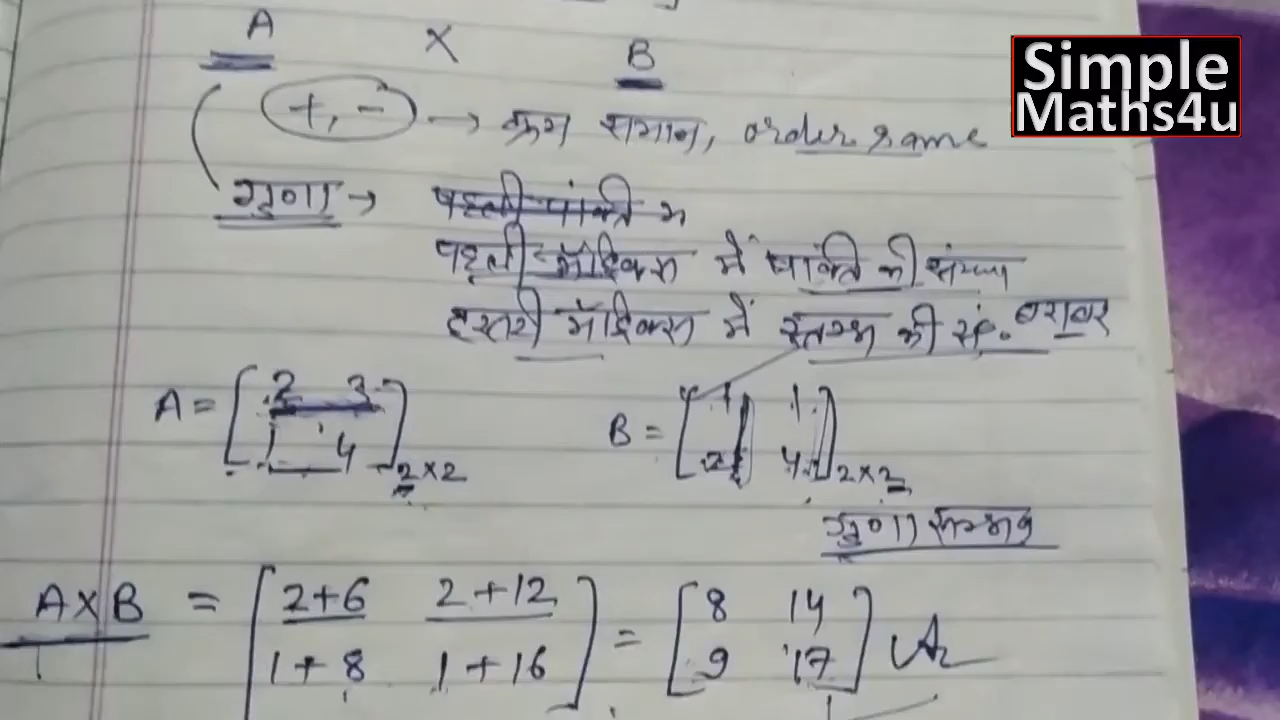 Simple
Maths4u
A × B
+, - → क्रम समान, order same
गुणा → पहली पांक्ती म
पहली मॅट्रिक्स में पांक्ति की संख्या
दुसरी मॅट्रिक्स में स्तम्भ की सं. बराबर
A = [2 3
1 4] 2×2
B = [1 1
2 4] 2×2
गुणा सम्भव
A×B = [2+6 2+12
1+8 1+16] = [8 14
9 17] Ar